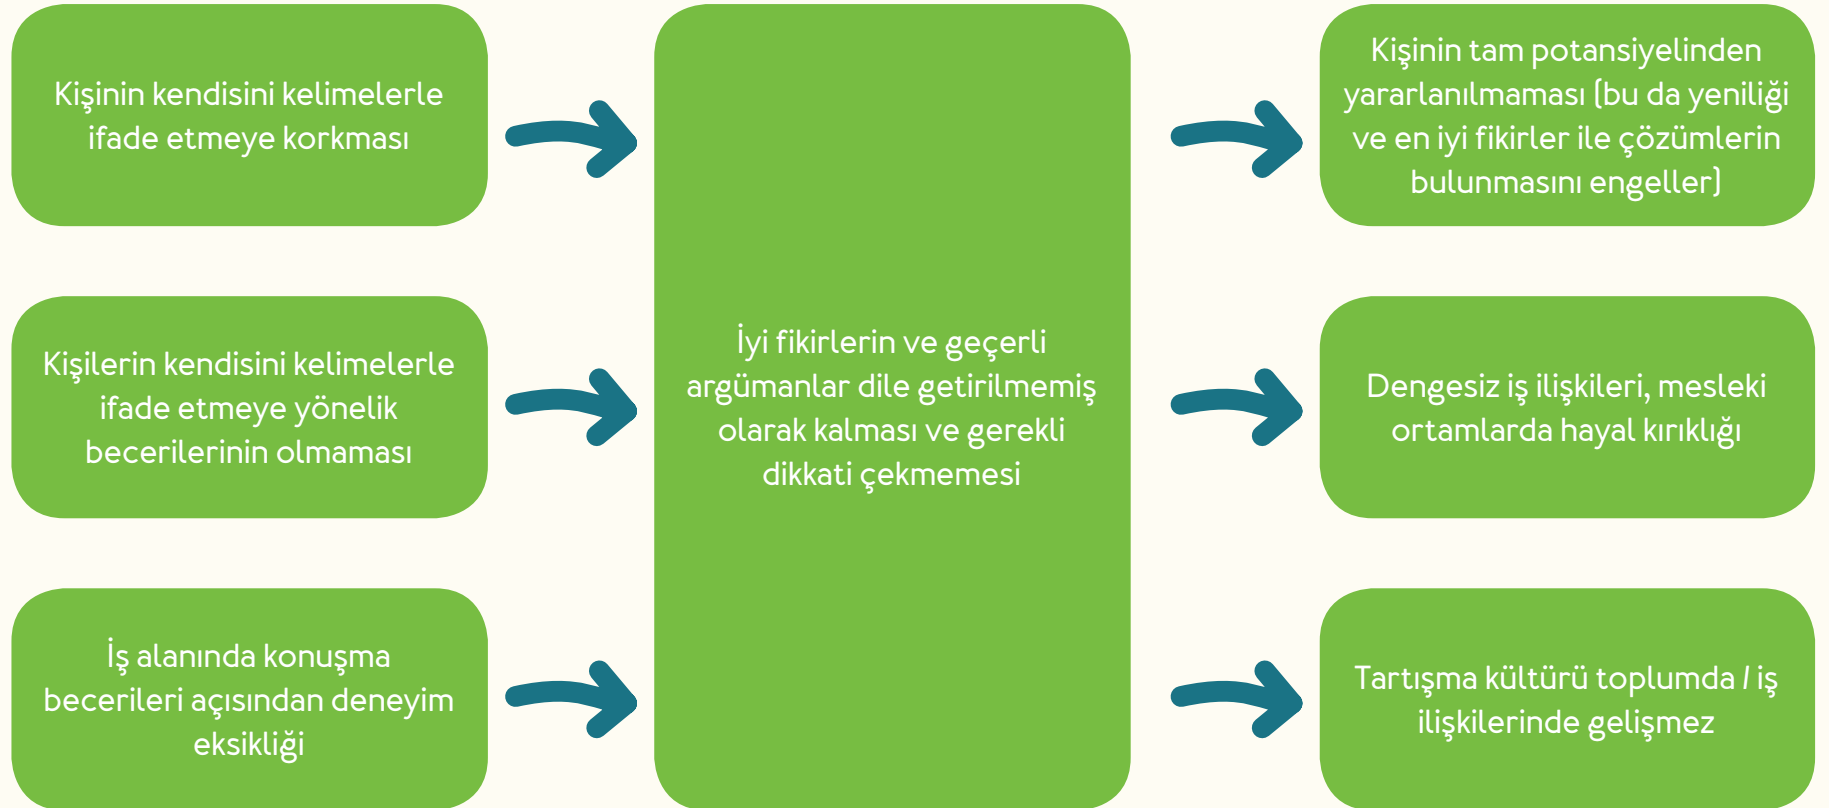 Kişinin kendisini kelimelerle
ifade etmeye korkması
Kişilerin kendisini kelimelerle
ifade etmeye yönelik
becerilerinin olmaması
İş alanında konuşma
becerileri açısından deneyim
eksikliği
İyi fikirlerin ve geçerli
argümanlar dile getirilmemiş
olarak kalması ve gerekli
dikkati çekmemesi
Kişinin tam potansiyelinden
yararlanılmaması (bu da yeniliği
ve en iyi fikirler ile çözümlerin
bulunmasını engeller)
Dengesiz iş ilişkileri, mesleki
ortamlarda hayal kırıklığı
Tartışma kültürü toplumda / iş
ilişkilerinde gelişmez